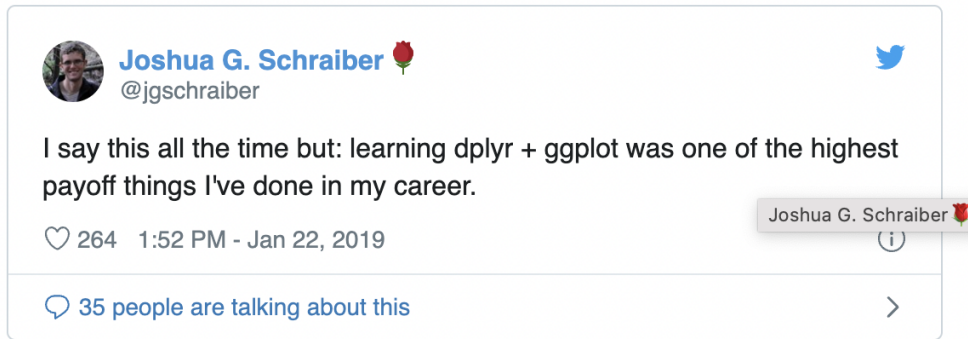 Joshua G. Schraiber🌹
@jgschraiber
I say this all the time but: learning dplyr + ggplot was one of the highest
payoff things I've done in my career.
Joshua G. Schraiber🌹
264 1:52 PM - Jan 22, 2019
35 people are talking about this